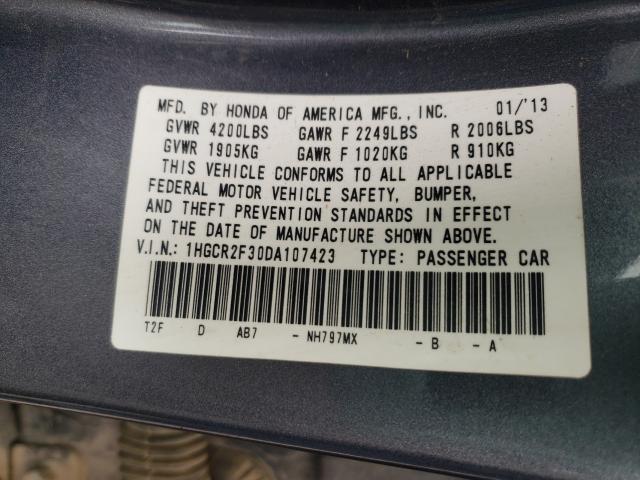 MFD. BY HONDA OF AMERICA MFG., INC. 01/'13
GVWR 4200LBS GAWR F 2249LBS R 2006LBS
GVWR 1905KG GAWR F 1020KG R 910KG
THIS VEHICLE CONFORMS TO ALL APPLICABLE
FEDERAL MOTOR VEHICLE SAFETY, BUMPER,
AND THEFT PREVENTION STANDARDS IN EFFECT
ON THE DATE OF MANUFACTURE SHOWN ABOVE.
V.I.N.: 1HGCR2F30DA107423 TYPE: PASSENGER CAR
T2F D AB7 - NH797MX - B - A